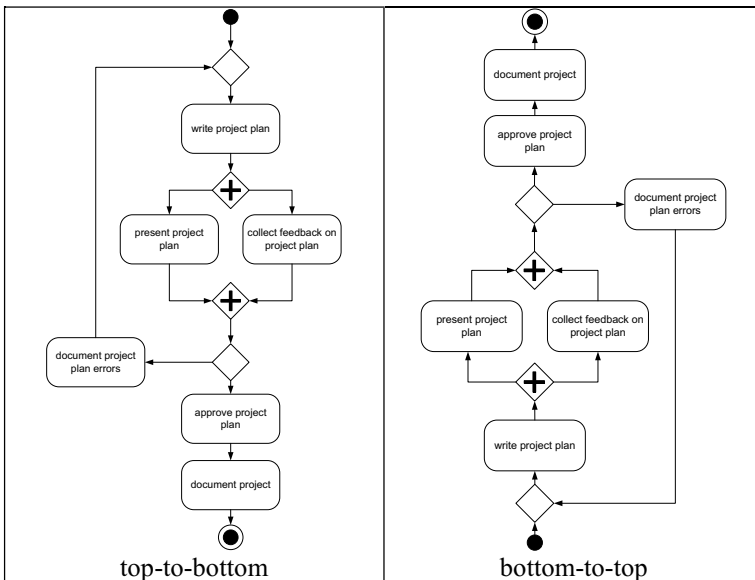 write project plan
present project
plan
collect feedback on
project plan
document project
plan errors
approve project
plan
document project
top-to-bottom
document project
approve project
plan
document project
plan errors
present project
plan
collect feedback on
project plan
write project plan
bottom-to-top